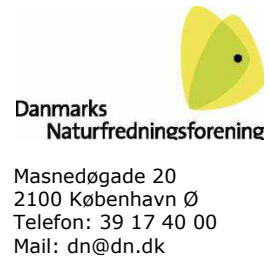 Danmarks
Naturfredningsforening
Masnedøgade 20
2100 København Ø
Telefon: 39 17 40 00
Mail: dn@dn.dk